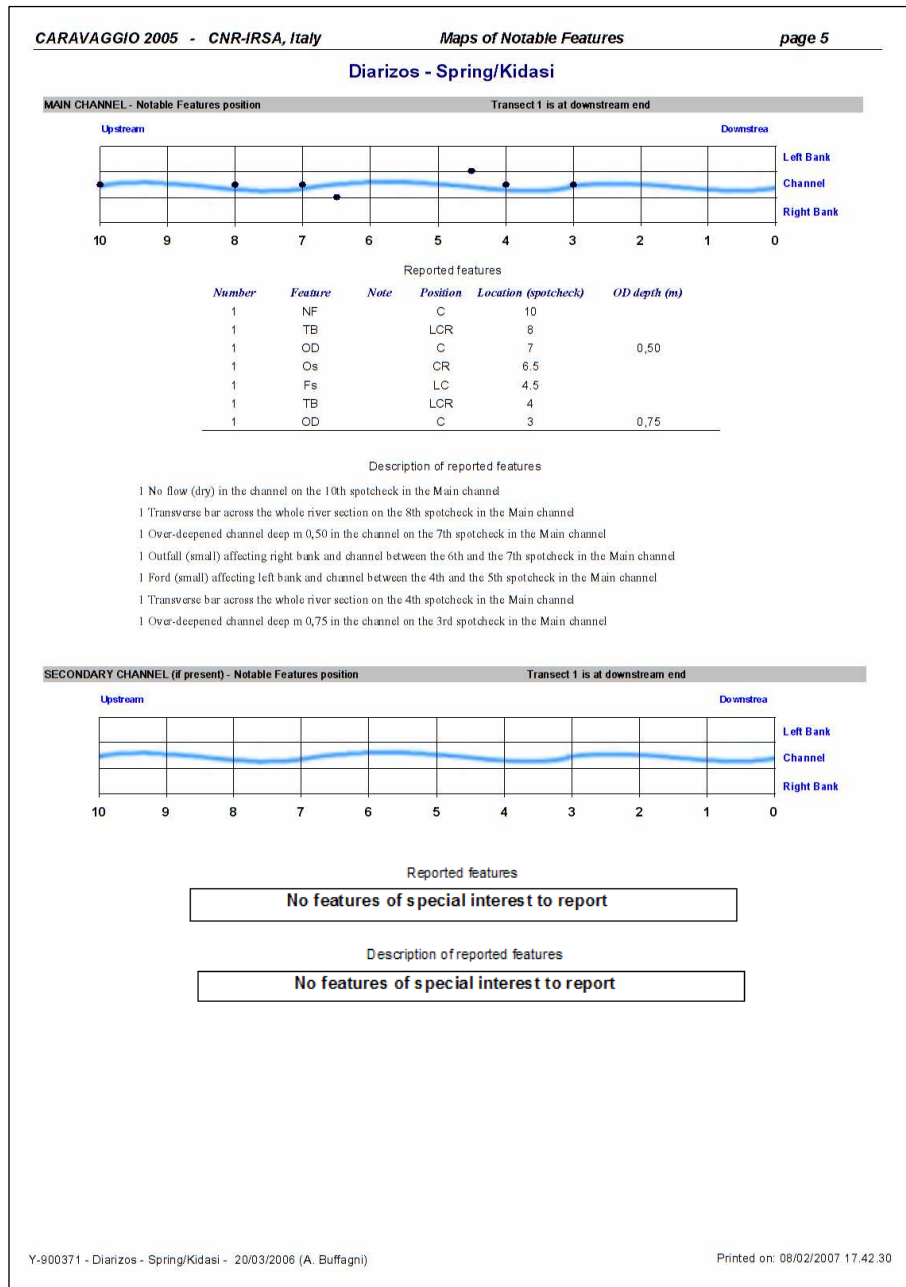 CARAVAGGIO 2005 - CNR-IRSA, Italy Maps of Notable Features page 5
Diarizos - Spring/Kidasi
MAIN CHANNEL - Notable Features position Transect 1 is at downstream end
Upstream Downstrea
Left Bank
Channel
Right Bank
10 9 8 7 6 5 4 3 2 1 0
Reported features
Number Feature Note Position Location (spotcheck) OD depth (m)
1 NF C 10
1 TB LCR 8
1 OD C 7 0,50
1 Os CR 6.5
1 Fs LC 4.5
1 TB LCR 4
1 OD C 3 0,75
Description of reported features
1 No flow (dry) in the channel on the 10th spotcheck in the Main channel
1 Transverse bar across the whole river section on the 8th spotcheck in the Main channel
1 Over-deepened channel deep m 0,50 in the channel on the 7th spotcheck in the Main channel
1 Outfall (small) affecting right bank and channel between the 6th and the 7th spotcheck in the Main channel
1 Ford (small) affecting left bank and channel between the 4th and the 5th spotcheck in the Main channel
1 Transverse bar across the whole river section on the 4th spotcheck in the Main channel
1 Over-deepened channel deep m 0,75 in the channel on the 3rd spotcheck in the Main channel
SECONDARY CHANNEL (if present) - Notable Features position Transect 1 is at downstream end
Upstream Downstrea
Left Bank
Channel
Right Bank
10 9 8 7 6 5 4 3 2 1 0
Reported features
No features of special interest to report
Description of reported features
No features of special interest to report
Y-900371 - Diarizos - Spring/Kidasi - 20/03/2006 (A. Buffagni) Printed on: 08/02/2007 17.42.30